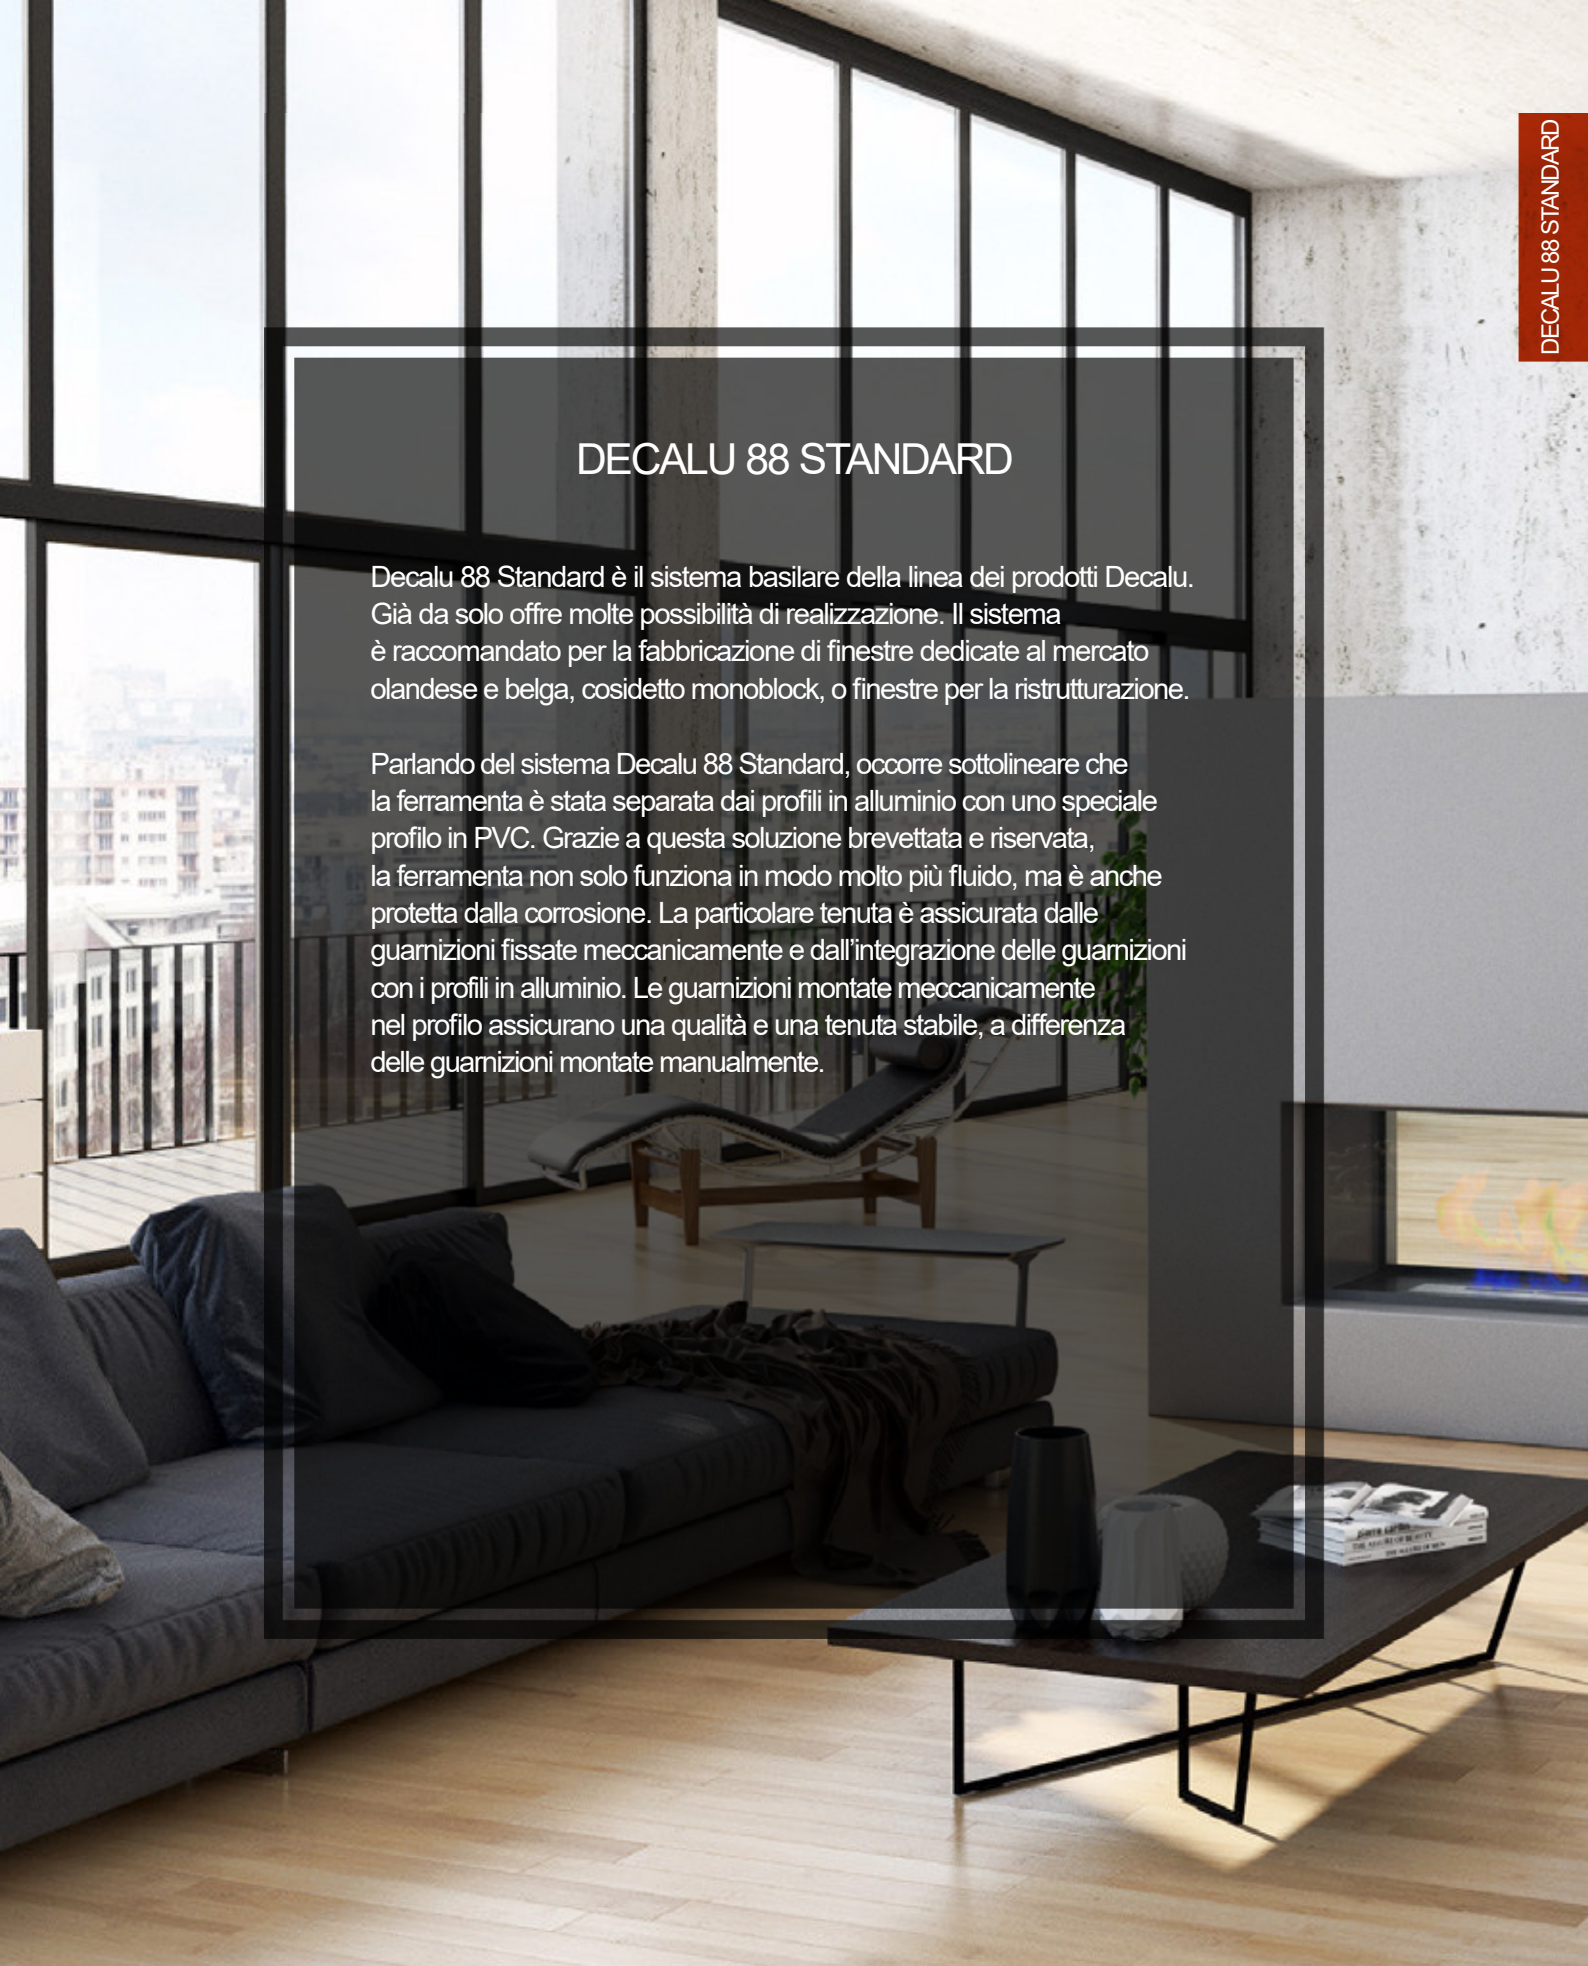 DECALU 88 STANDARD
DECALU 88 STANDARD
Decalu 88 Standard è il sistema basilare della linea dei prodotti Decalu.
Già da solo offre molte possibilità di realizzazione. Il sistema
è raccomandato per la fabbricazione di finestre dedicate al mercato
olandese e belga, cosidetto monoblock, o finestre per la ristrutturazione.
Parlando del sistema Decalu 88 Standard, occorre sottolineare che
la ferramenta è stata separata dai profili in alluminio con uno speciale
profilo in PVC. Grazie a questa soluzione brevettata e riservata,
la ferramenta non solo funziona in modo molto più fluido, ma è anche
protetta dalla corrosione. La particolare tenuta è assicurata dalle
guarnizioni fissate meccanicamente e dall'integrazione delle guarnizioni
con i profili in alluminio. Le guarnizioni montate meccanicamente
nel profilo assicurano una qualità e una tenuta stabile, a differenza
delle guarnizioni montate manualmente.